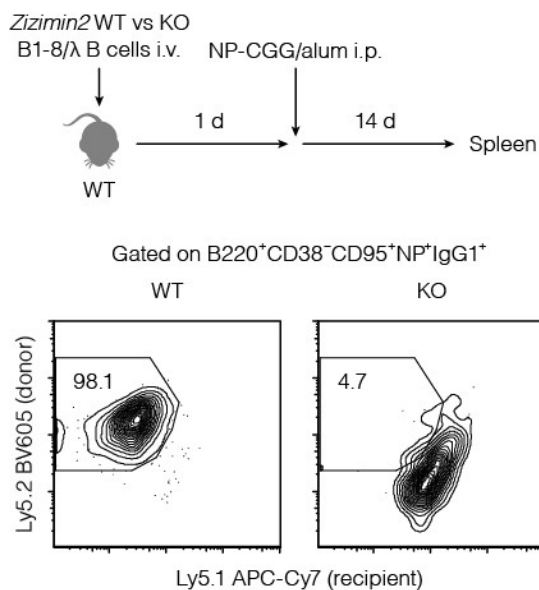 Zizimin2 WT vs KO
B1-8/λ B cells i.v.
NP-CGG/alum i.p.
1 d
14 d
Spleen
WT
Gated on B220⁺CD38⁻CD95⁺NP⁺IgG1⁺
WT
KO
98.1
4.7
Ly5.2 BV605 (donor)
Ly5.1 APC-Cy7 (recipient)